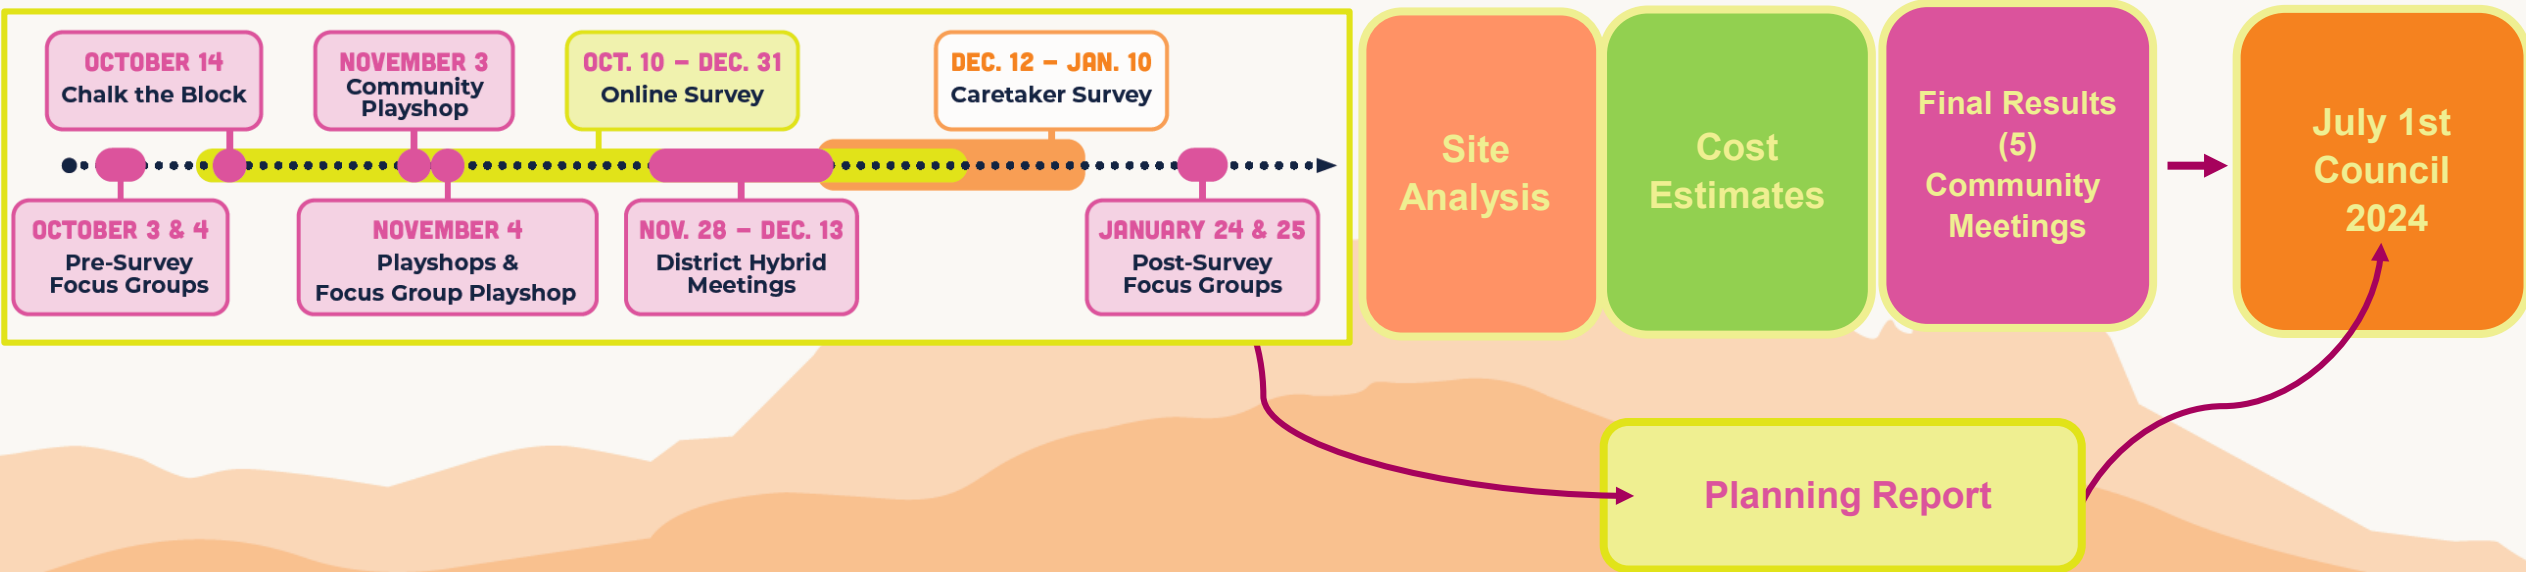 OCTOBER 14
Chalk the Block
NOVEMBER 3
Community
Playshop
OCT. 10 – DEC. 31
Online Survey
DEC. 12 – JAN. 10
Caretaker Survey
OCTOBER 3 & 4
Pre-Survey
Focus Groups
NOVEMBER 4
Playshops &
Focus Group Playshop
NOV. 28 – DEC. 13
District Hybrid
Meetings
JANUARY 24 & 25
Post-Survey
Focus Groups
Site
Analysis
Cost
Estimates
Final Results
(5)
Community
Meetings
July 1st
Council
2024
Planning Report